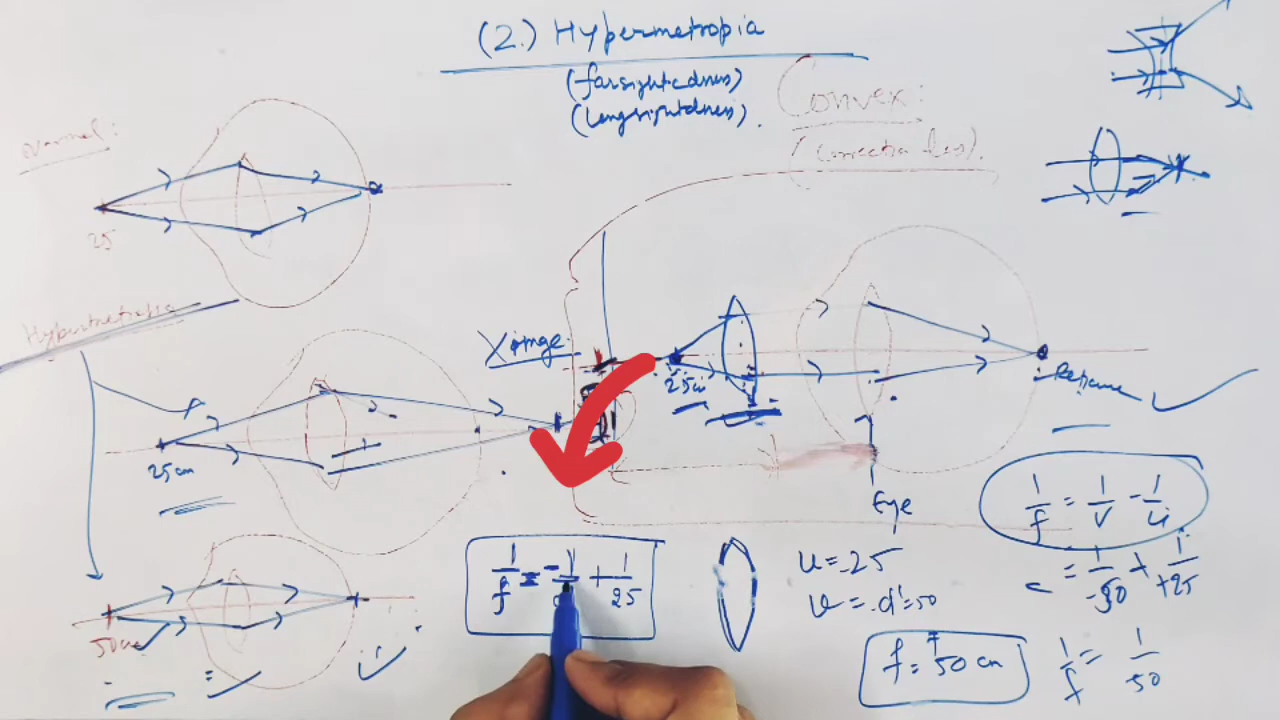 (2.) Hypermetropia
(farsightedness)
(longsightedness).
Convex:
(correction lens).
Normal:
25
Hypermetropia
25cm
50cm
X image
25cm
Retina
Eye
1/f = 1/v - 1/u
u = -25
v = -d' = 50
= 1/-50 + 1/+25
f = +50 cm
1/f = 1/50
1/f = -1/d + 1/25